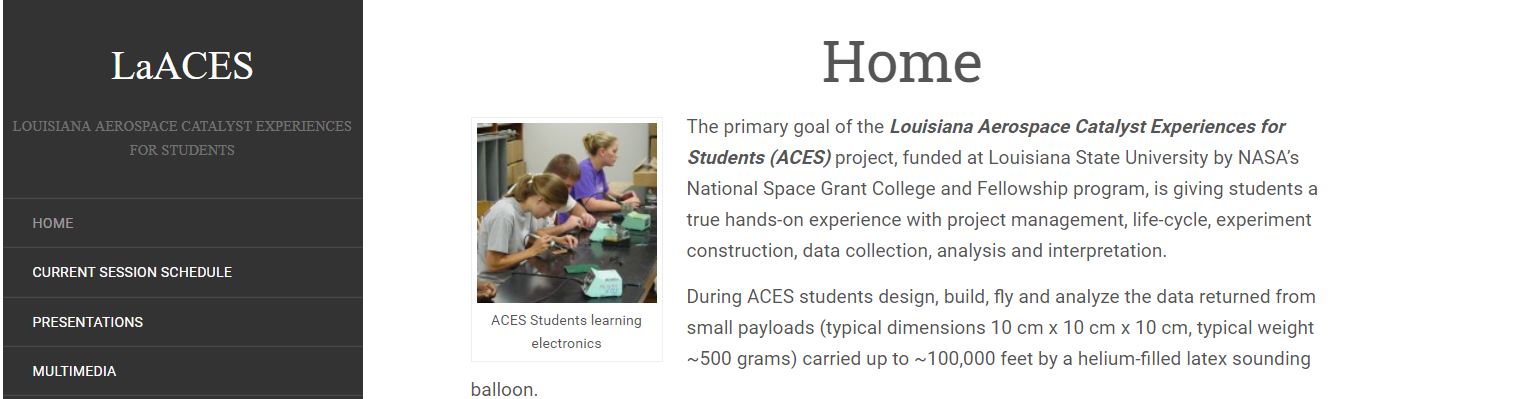 LaACES
LOUISIANA AEROSPACE CATALYST EXPERIENCES
FOR STUDENTS
HOME
CURRENT SESSION SCHEDULE
PRESENTATIONS
MULTIMEDIA
Home
The primary goal of the Louisiana Aerospace Catalyst Experiences for
Students (ACES) project, funded at Louisiana State University by NASA’s
National Space Grant College and Fellowship program, is giving students a
true hands-on experience with project management, life-cycle, experiment
construction, data collection, analysis and interpretation.
ACES Students learning
electronics
During ACES students design, build, fly and analyze the data returned from
small payloads (typical dimensions 10 cm x 10 cm x 10 cm, typical weight
~500 grams) carried up to ~100,000 feet by a helium-filled latex sounding
balloon.